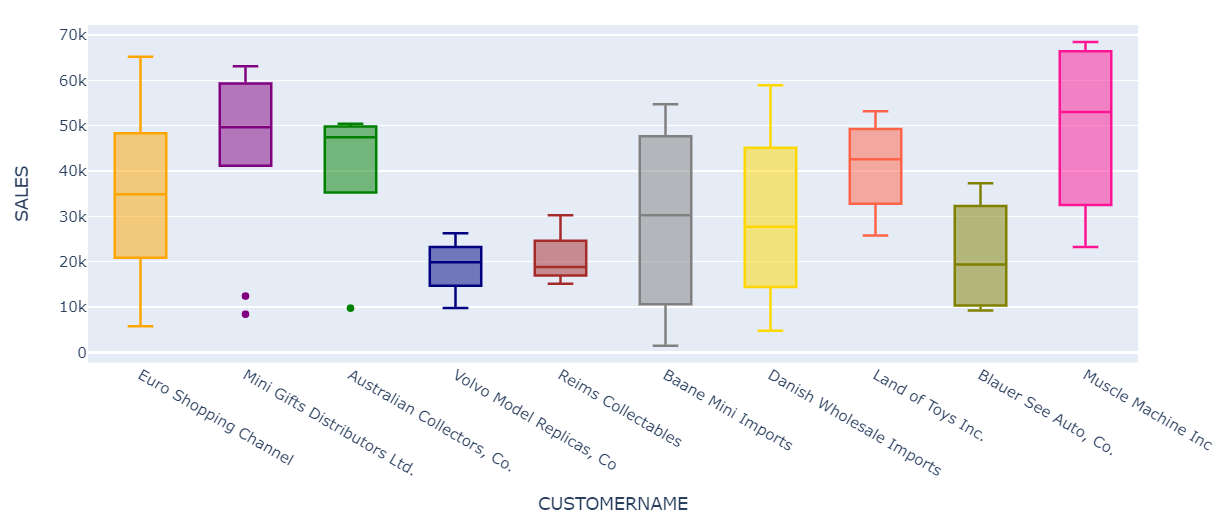 SALES
70k
60k
50k
40k
30k
20k
10k
0
Euro Shopping Channel
Mini Gifts Distributors Ltd.
Australian Collectors, Co.
Volvo Model Replicas, Co
Reims Collectables
Baane Mini Imports
Danish Wholesale Imports
Land of Toys Inc.
Blauer See Auto, Co.
Muscle Machine Inc
CUSTOMERNAME